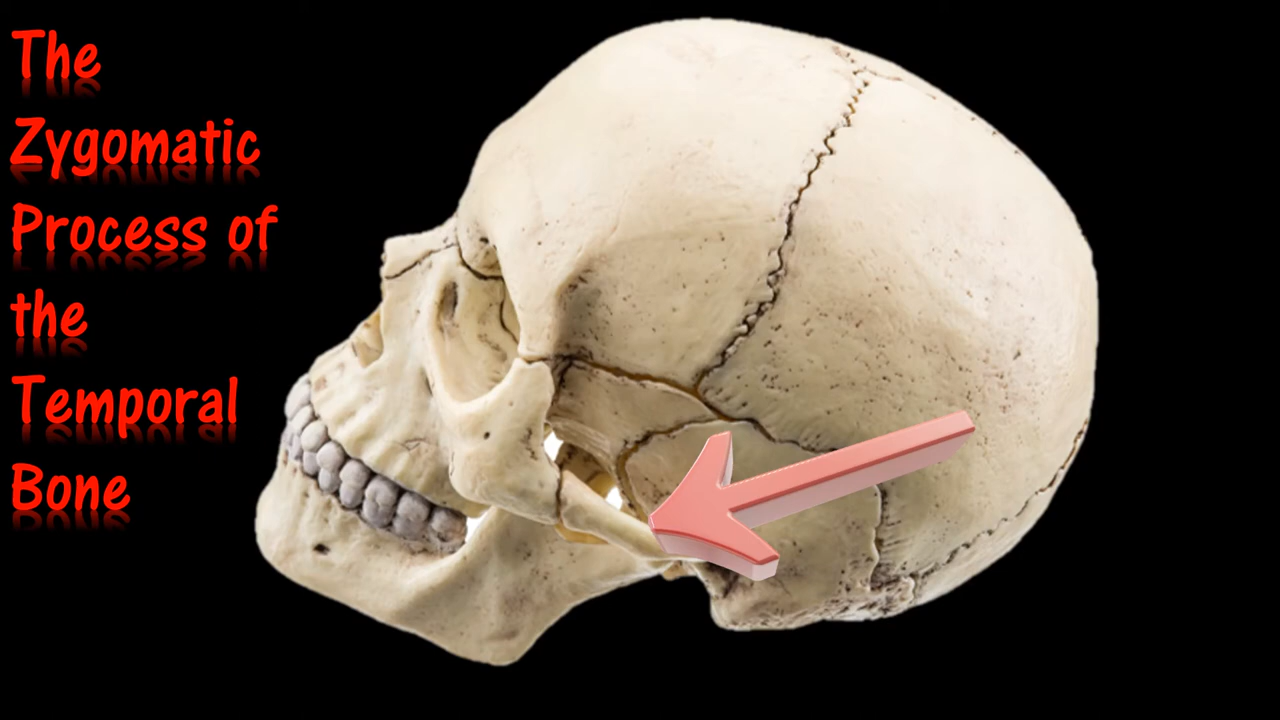 The
Zygomatic
Process of
the
Temporal
Bone